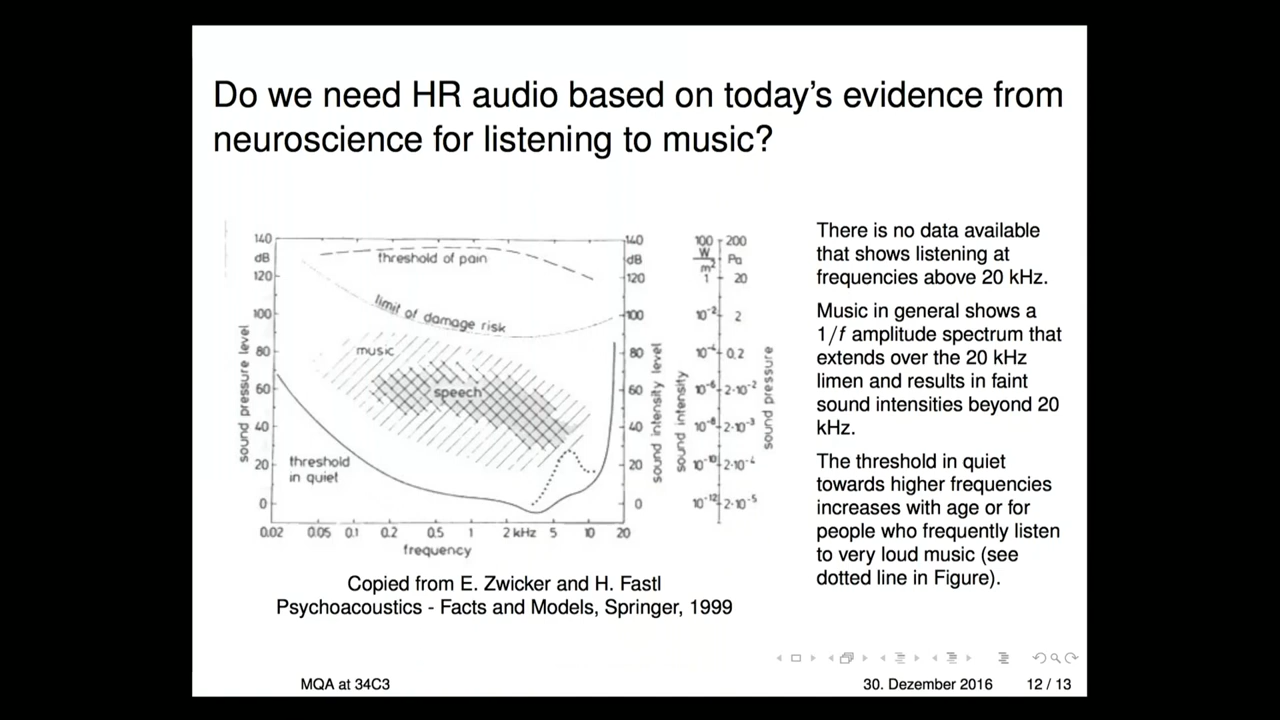 Do we need HR audio based on today's evidence from
neuroscience for listening to music?
140
dB
120
100
80
60
40
20
0
sound pressure level
threshold of pain
limit of damage risk
music
speech
threshold
in quiet
0.02 0.05 0.1 0.2 0.5 1 2 kHz 5 10 20
frequency
140
dB
120
100
80
60
40
20
0
sound intensity level
sound intensity
100 200
W Pa
m²
1 20
10⁻² 2
10⁻⁴ 0,2
10⁻⁶ 2·10⁻²
10⁻⁸ 2·10⁻³
10⁻¹⁰ 2·10⁻⁴
10⁻¹² 2·10⁻⁵
sound pressure
Copied from E. Zwicker and H. Fastl
Psychoacoustics - Facts and Models, Springer, 1999
There is no data available
that shows listening at
frequencies above 20 kHz.
Music in general shows a
1/f amplitude spectrum that
extends over the 20 kHz
limen and results in faint
sound intensities beyond 20
kHz.
The threshold in quiet
towards higher frequencies
increases with age or for
people who frequently listen
to very loud music (see
dotted line in Figure).
MQA at 34C3 30. Dezember 2016 12 / 13